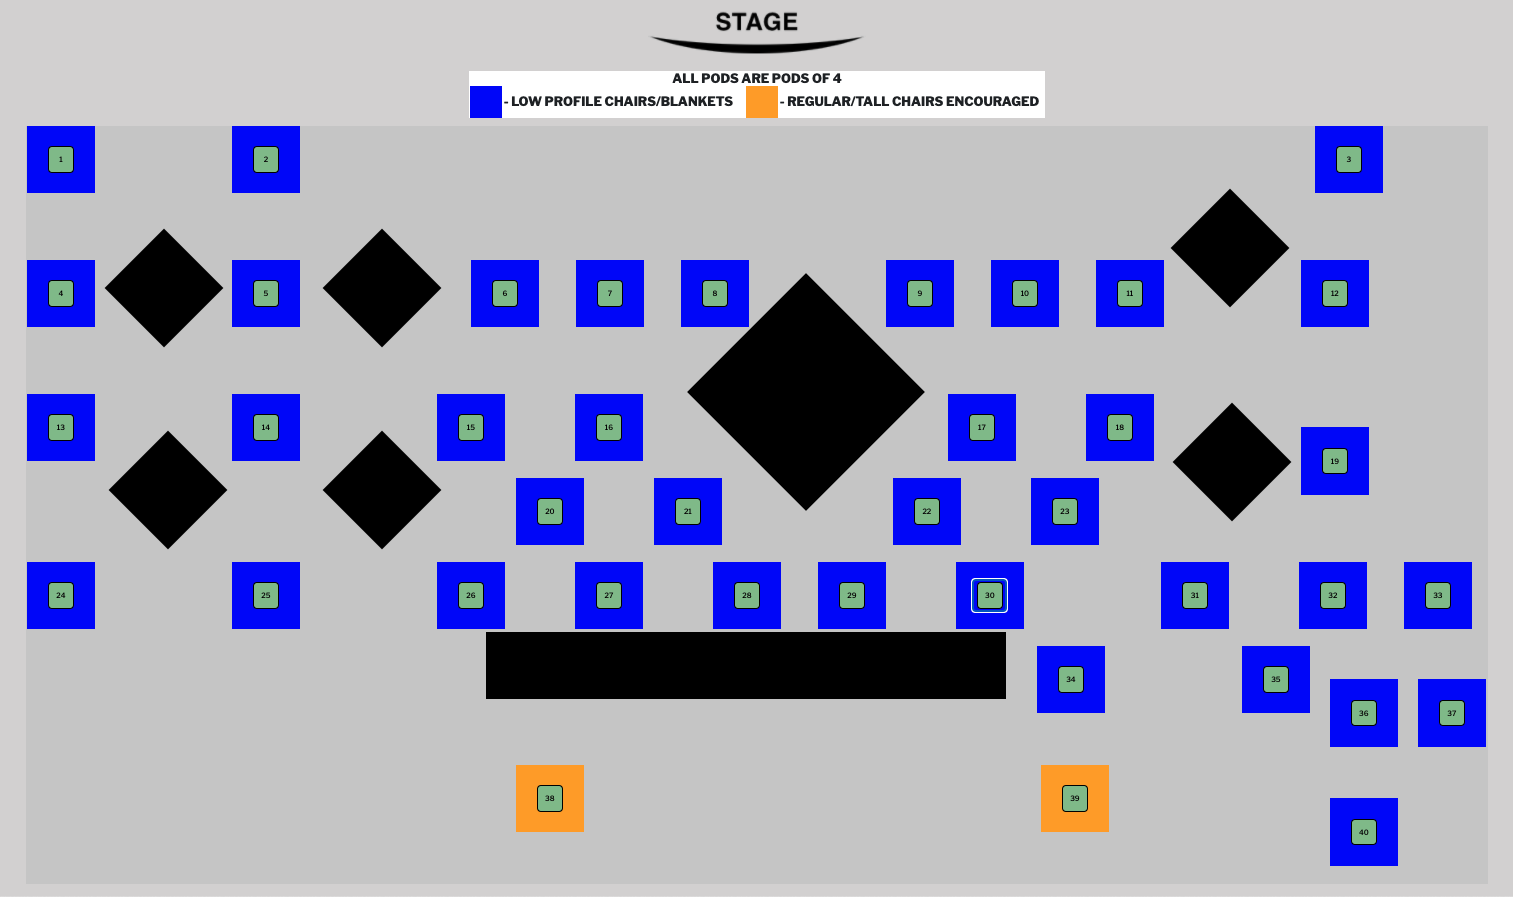 STAGE
ALL PODS ARE PODS OF 4
- LOW PROFILE CHAIRS/BLANKETS - REGULAR/TALL CHAIRS ENCOURAGED
1 2 3
4 5 6 7 8 9 10 11 12
13 14 15 16 17 18 19
20 21 22 23
24 25 26 27 28 29 30 31 32 33
34 35
36 37
38 39
40